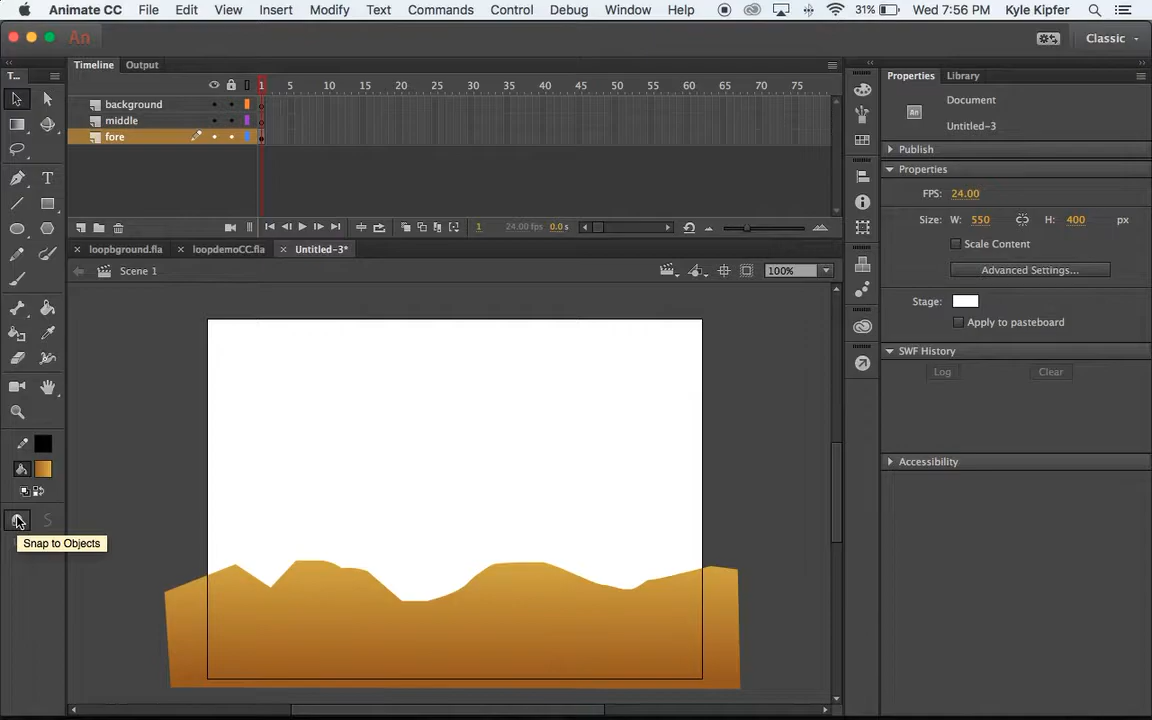 Animate CC File Edit View Insert Modify Text Commands Control Debug Window Help 31% Wed 7:56 PM Kyle Kipfer
An Classic
Timeline Output
T...
1 5 10 15 20 25 30 35 40 45 50 55 60 65 70 75
background
middle
fore
1 24.00 fps 0.0 s
loopbground.fla loopdemoCC.fla Untitled-3*
Scene 1 100%
Snap to Objects
Properties Library
An Document
Untitled-3
Publish
Properties
FPS: 24.00
Size: W: 550 H: 400 px
Scale Content
Advanced Settings...
Stage:
Apply to pasteboard
SWF History
Log Clear
Accessibility